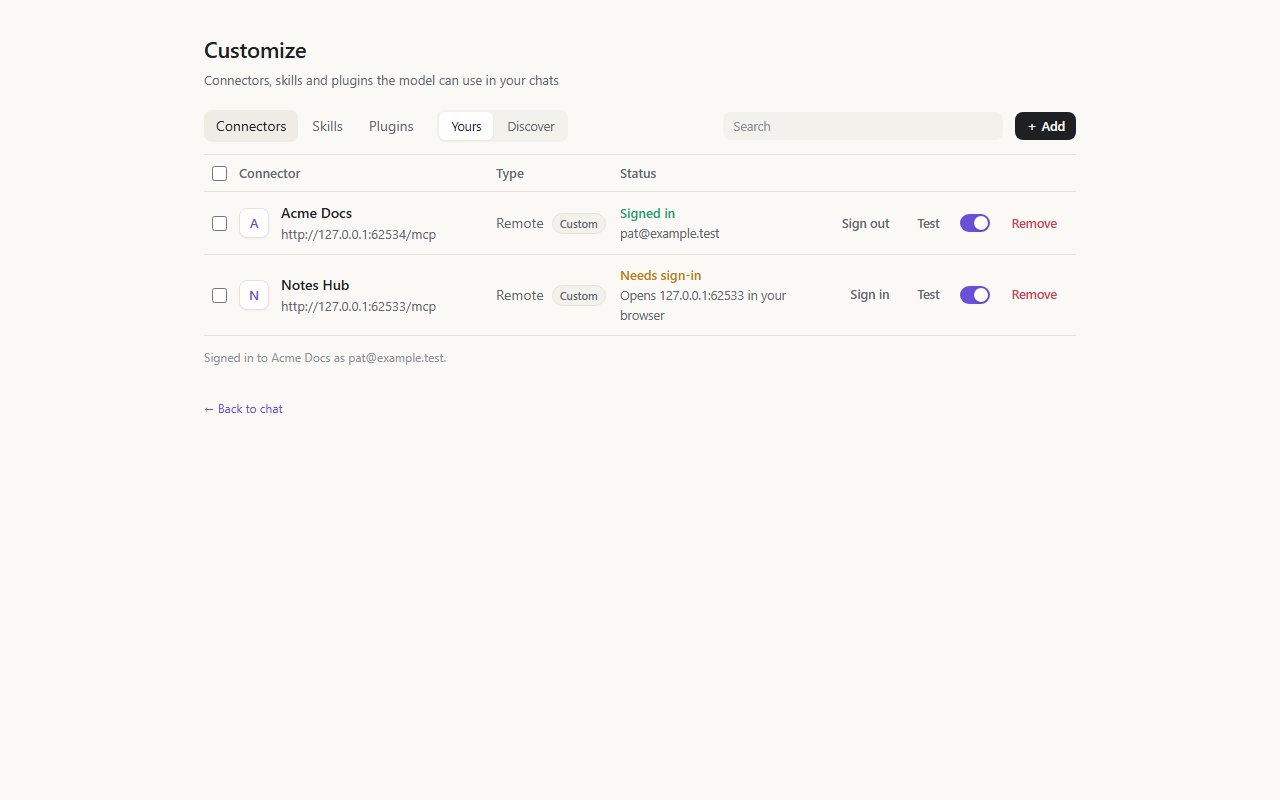 Customize
Connectors, skills and plugins the model can use in your chats
Connectors Skills Plugins Yours Discover Search + Add
Connector Type Status
A Acme Docs http://127.0.0.1:62534/mcp Remote Custom Signed in pat@example.test Sign out Test Remove
N Notes Hub http://127.0.0.1:62533/mcp Remote Custom Needs sign-in Opens 127.0.0.1:62533 in your browser Sign in Test Remove
Signed in to Acme Docs as pat@example.test.
← Back to chat